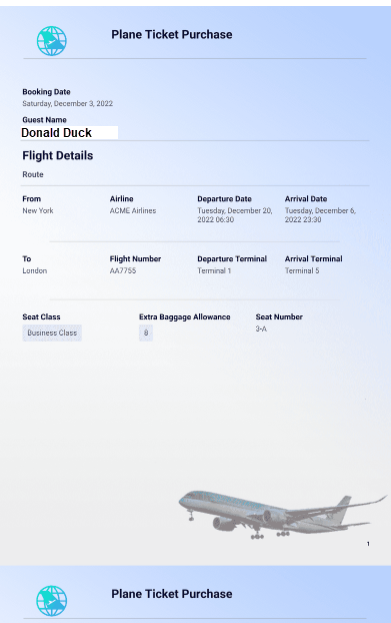 Plane Ticket Purchase
Booking Date
Saturday, December 3, 2022
Guest Name
Donald Duck
Flight Details
Route
From
New York
Airline
ACME Airlines
Departure Date
Tuesday, December 20,
2022 06:30
Arrival Date
Tuesday, December 6,
2022 23:30
To
London
Flight Number
AA7755
Departure Terminal
Terminal 1
Arrival Terminal
Terminal 5
Seat Class
Business Class
Extra Baggage Allowance
0
Seat Number
3-A
1
Plane Ticket Purchase